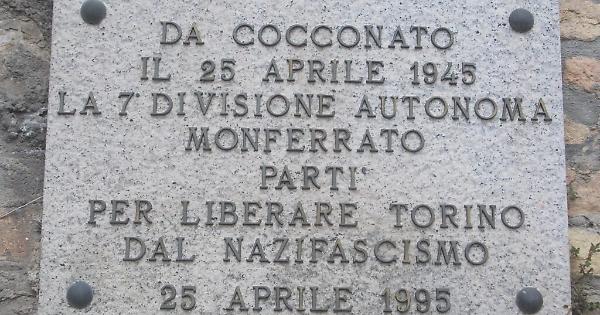 DA COCCONATO
IL 25 APRILE 1945
LA 7ª DIVISIONE AUTONOMA
MONFERRATO
PARTI'
PER LIBERARE TORINO
DAL NAZIFASCISMO
25 APRILE 1995